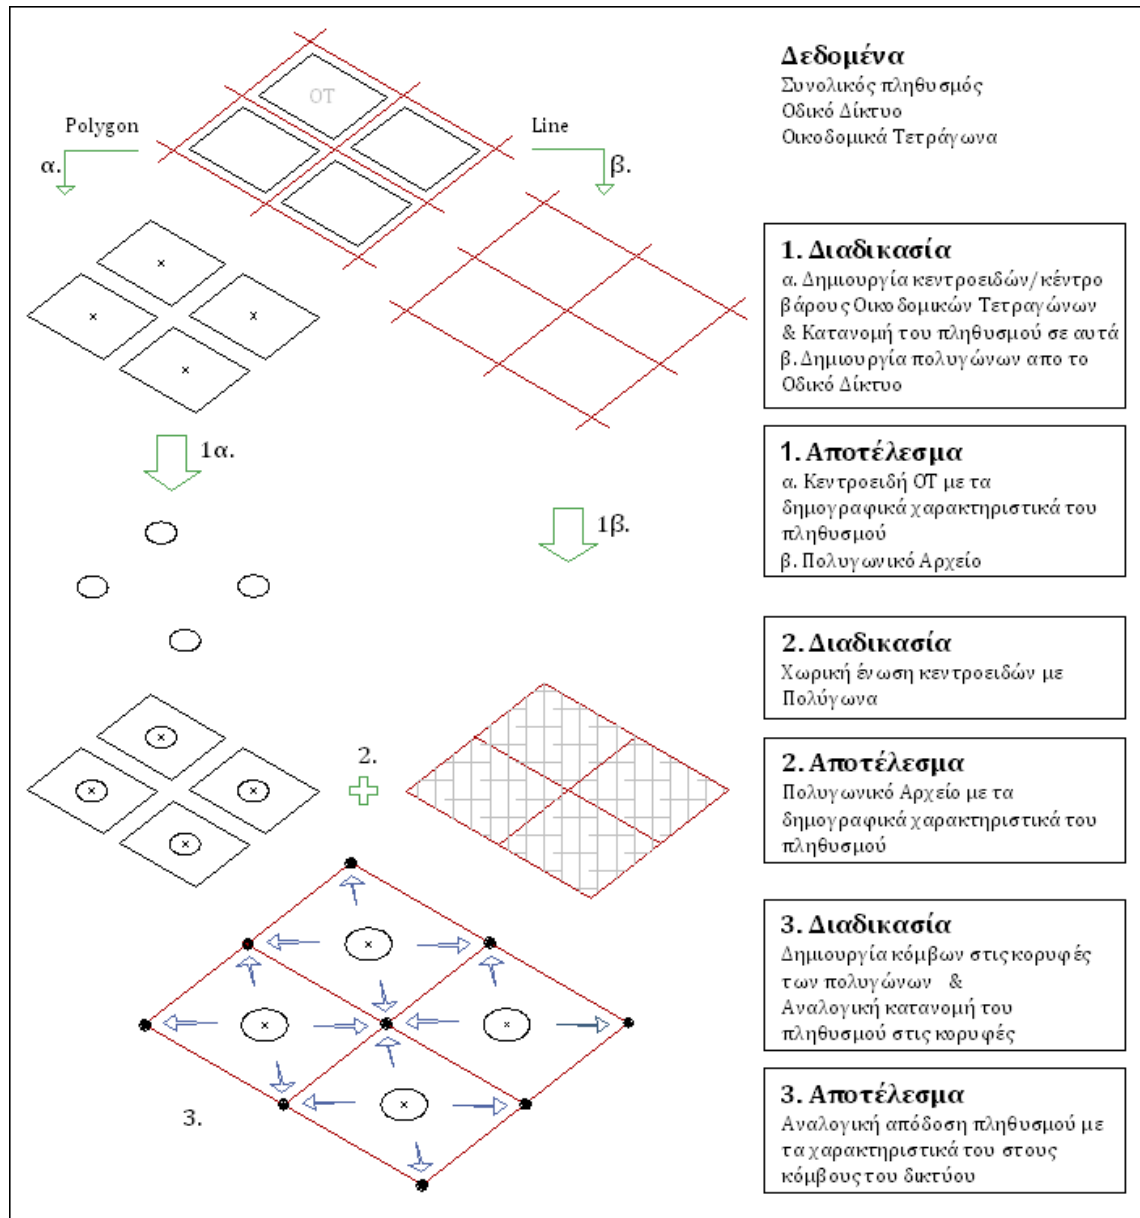 Δεδομένα
Συνολικός πληθυσμός
Οδικό Δίκτυο
Οικοδομικά Τετράγωνα
ΟΤ
Polygon
Line
α.
β.
1. Διαδικασία
α. Δημιουργία κεντροειδών/κέντρο
βάρους Οικοδομικών Τετραγώνων
& Κατανομή του πληθυσμού σε αυτά
β. Δημιουργία πολυγώνων απο το
Οδικό Δίκτυο
1α.
1β.
1. Αποτέλεσμα
α. Κεντροειδή ΟΤ με τα
δημογραφικά χαρακτηριστικά του
πληθυσμού
β. Πολυγωνικό Αρχείο
2. Διαδικασία
Χωρική ένωση κεντροειδών με
Πολύγωνα
2.
2. Αποτέλεσμα
Πολυγωνικό Αρχείο με τα
δημογραφικά χαρακτηριστικά του
πληθυσμού
3. Διαδικασία
Δημιουργία κόμβων στις κορυφές
των πολυγώνων &
Αναλογική κατανομή του
πληθυσμού στις κορυφές
3.
3. Αποτέλεσμα
Αναλογική απόδοση πληθυσμού με
τα χαρακτηριστικά του στους
κόμβους του δικτύου